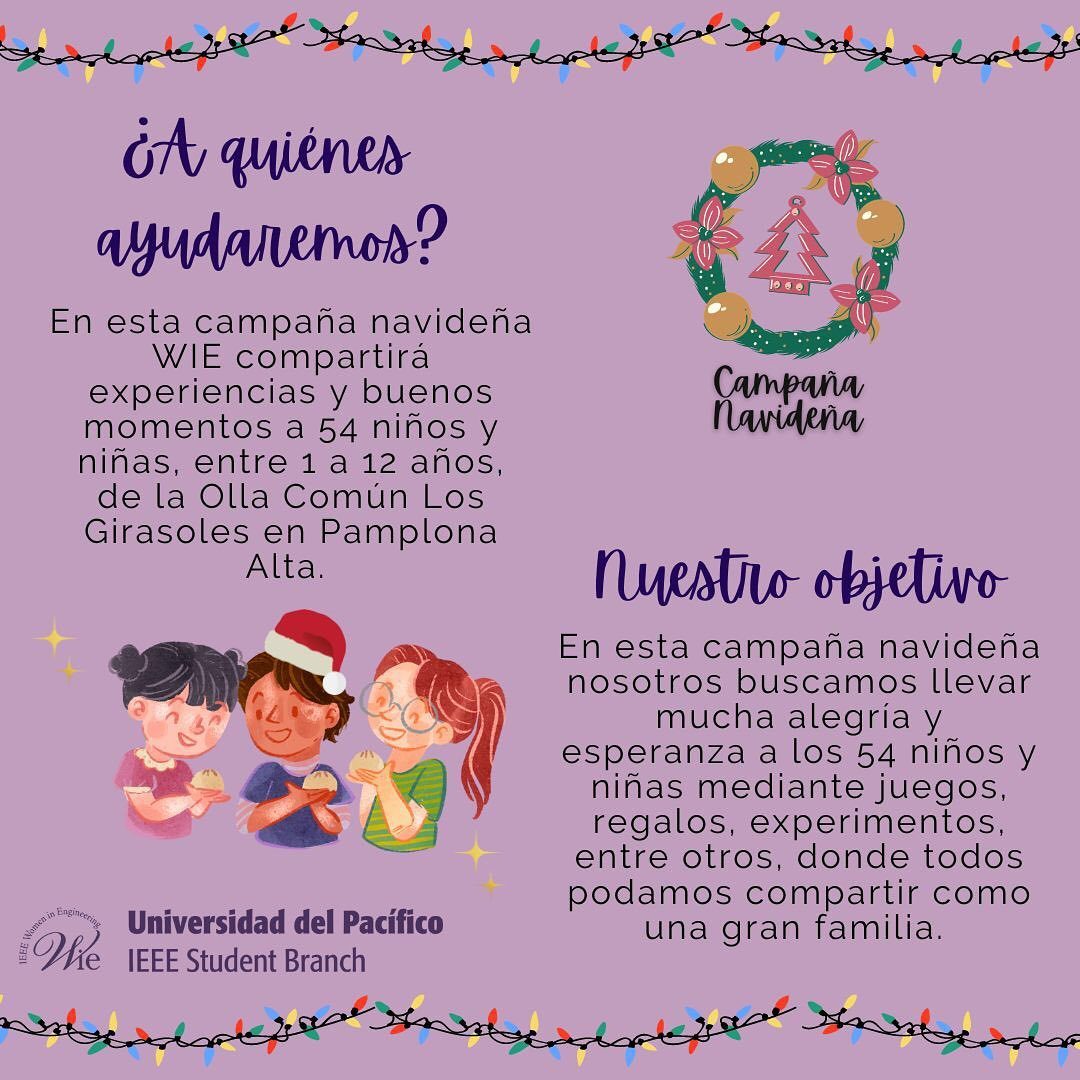 ¿A quiénes
ayudaremos?
En esta campaña navideña
WIE compartirá
experiencias y buenos
momentos a 54 niños y
niñas, entre 1 a 12 años,
de la Olla Común Los
Girasoles en Pamplona
Alta.
Campaña
Navideña
Nuestro objetivo
En esta campaña navideña
nosotros buscamos llevar
mucha alegría y
esperanza a los 54 niños y
niñas mediante juegos,
regalos, experimentos,
entre otros, donde todos
podamos compartir como
una gran familia.
IEEE Women in Engineering
Wie
Universidad del Pacífico
IEEE Student Branch